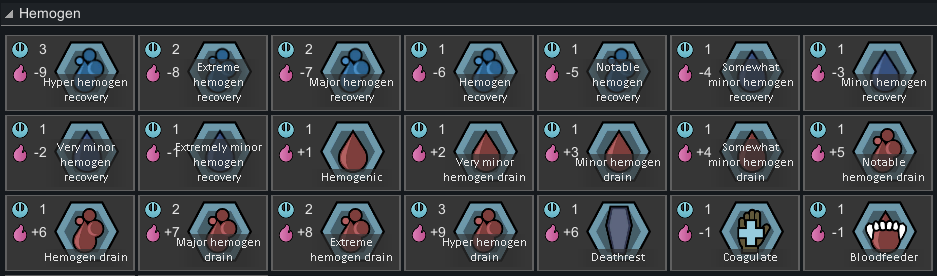 Hemogen
3 2 2 1 1 1 1
-9 -8 -7 -6 -5 -4 -3
Hyper hemogen recovery
Extreme hemogen recovery
Major hemogen recovery
Hemogen recovery
Notable hemogen recovery
Somewhat minor hemogen recovery
Minor hemogen recovery
1 1 1 1 1 1 1
-2 -1 +1 +2 +3 +4 +5
Very minor hemogen recovery
Extremely minor hemogen recovery
Hemogenic
Very minor hemogen drain
Minor hemogen drain
Somewhat minor hemogen drain
Notable hemogen drain
1 2 2 3 1 1 1
+6 +7 +8 +9 +6 -1 -1
Hemogen drain
Major hemogen drain
Extreme hemogen drain
Hyper hemogen drain
Deathrest
Coagulate
Bloodfeeder